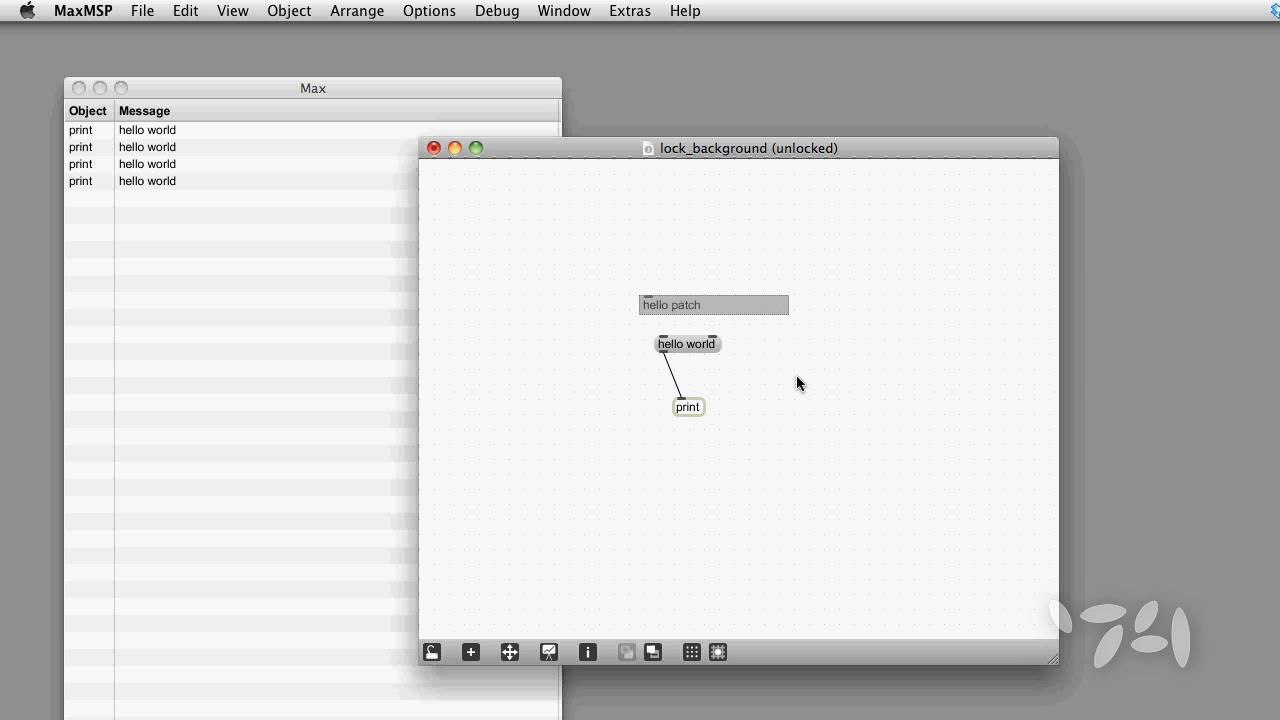 MaxMSP File Edit View Object Arrange Options Debug Window Extras Help
Max
Object Message
print hello world
print hello world
print hello world
print hello world
lock_background (unlocked)
hello patch
hello world
print